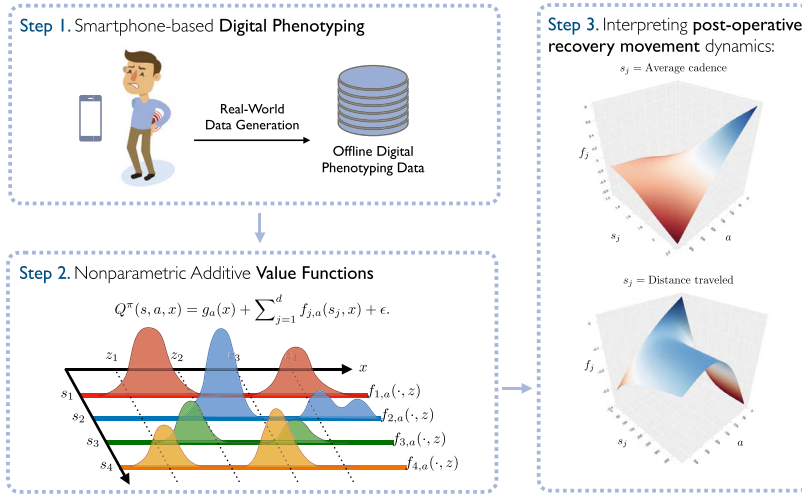 Step 1. Smartphone-based Digital Phenotyping
Real-World
Data Generation
Offline Digital
Phenotyping Data
Step 2. Nonparametric Additive Value Functions
Q^π(s, a, x) = g_a(x) + ∑_{j=1}^{d} f_{j,a}(s_j, x) + ϵ.
z_1
z_2
x
s_1
f_{1,a}(·, z)
s_2
f_{2,a}(·, z)
s_3
f_{3,a}(·, z)
s_4
f_{4,a}(·, z)
Step 3. Interpreting post-operative
recovery movement dynamics:
s_j = Average cadence
f_j
s_j
a
s_j = Distance traveled
f_j
s_j
a